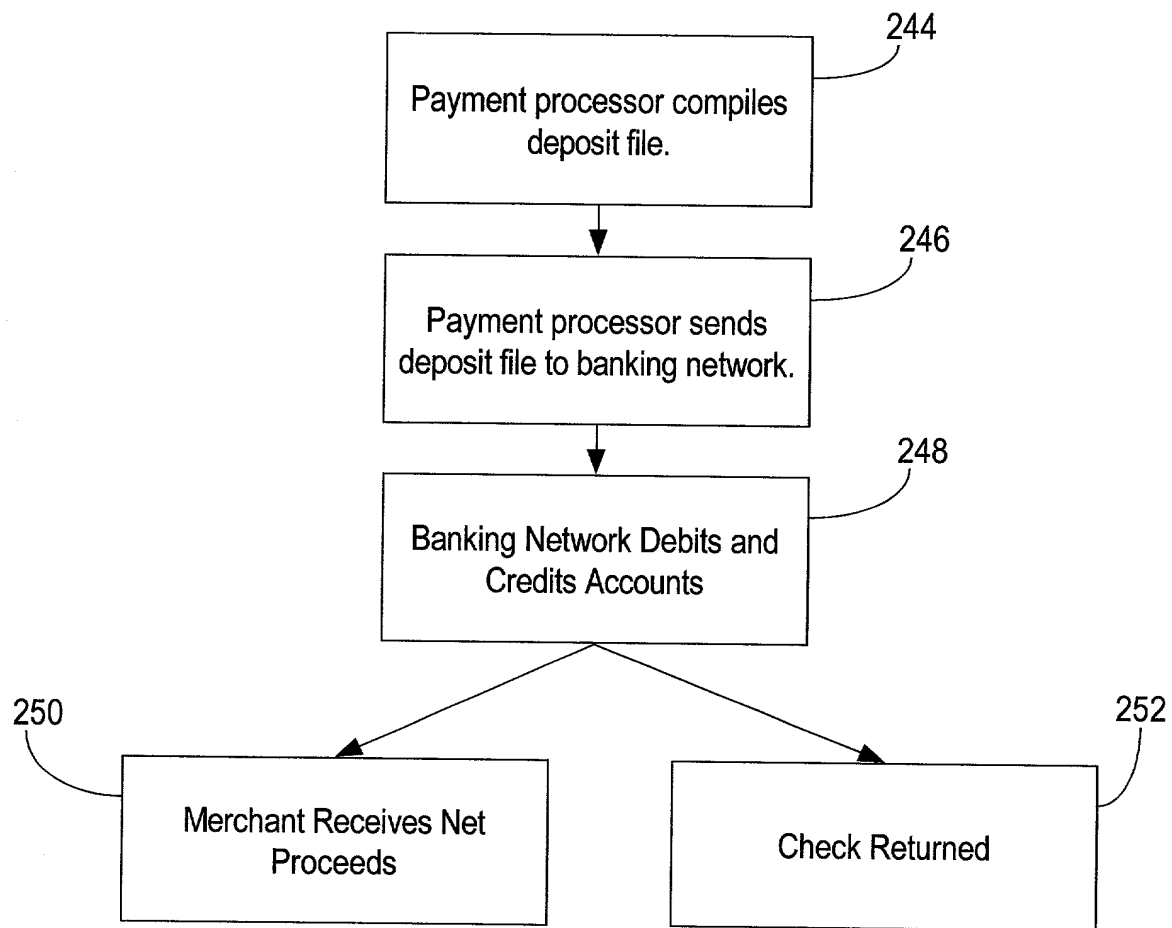 244
Payment processor compiles
deposit file.
246
Payment processor sends
deposit file to banking network.
248
Banking Network Debits and
Credits Accounts
250
252
Merchant Receives Net
Proceeds
Check Returned